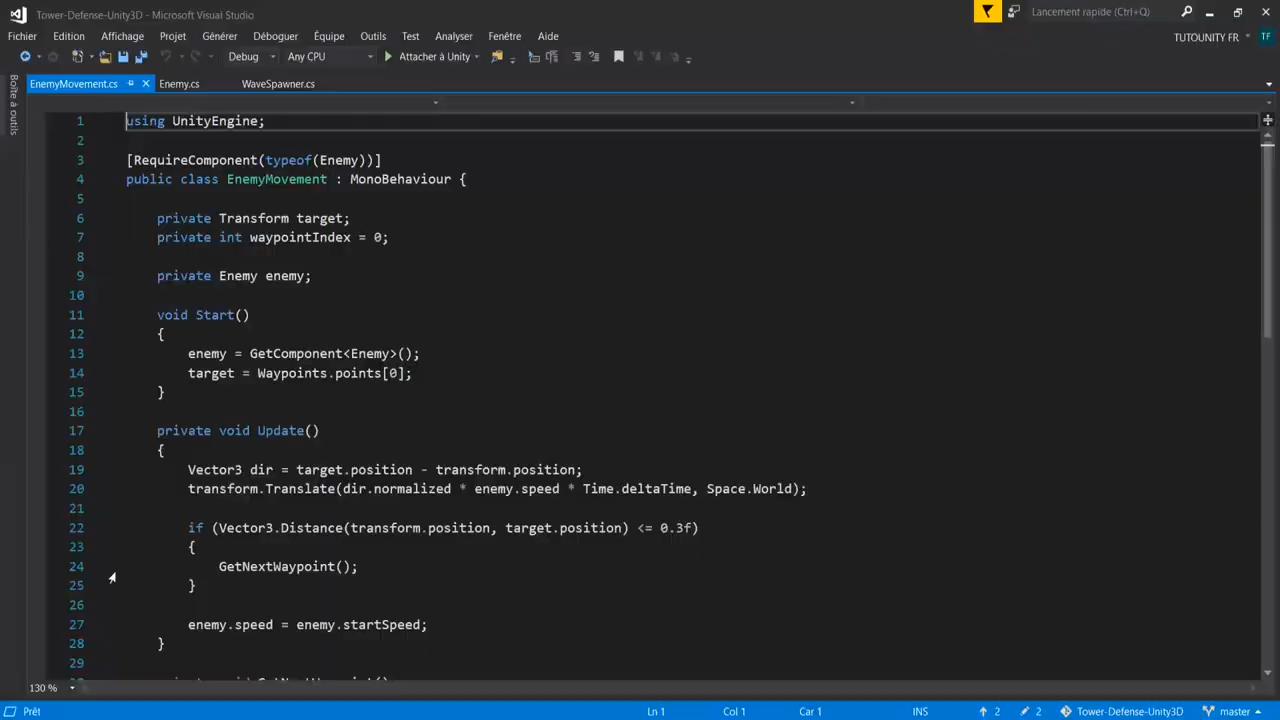 Tower-Defense-Unity3D - Microsoft Visual Studio
Lancement rapide (Ctrl+Q)
Fichier Edition Affichage Projet Générer Déboguer Équipe Outils Test Analyser Fenêtre Aide
TUTOUNITY FR
TF
Debug Any CPU Attacher à Unity
Boîte à outils
EnemyMovement.cs Enemy.cs WaveSpawner.cs
1 using UnityEngine;
2
3 [RequireComponent(typeof(Enemy))]
4 public class EnemyMovement : MonoBehaviour {
5
6 private Transform target;
7 private int waypointIndex = 0;
8
9 private Enemy enemy;
10
11 void Start()
12 {
13 enemy = GetComponent<Enemy>();
14 target = Waypoints.points[0];
15 }
16
17 private void Update()
18 {
19 Vector3 dir = target.position - transform.position;
20 transform.Translate(dir.normalized * enemy.speed * Time.deltaTime, Space.World);
21
22 if (Vector3.Distance(transform.position, target.position) <= 0.3f)
23 {
24 GetNextWaypoint();
25 }
26
27 enemy.speed = enemy.startSpeed;
28 }
29
130 %
Prêt Ln 1 Col 1 Car 1 INS 2 2 Tower-Defense-Unity3D master